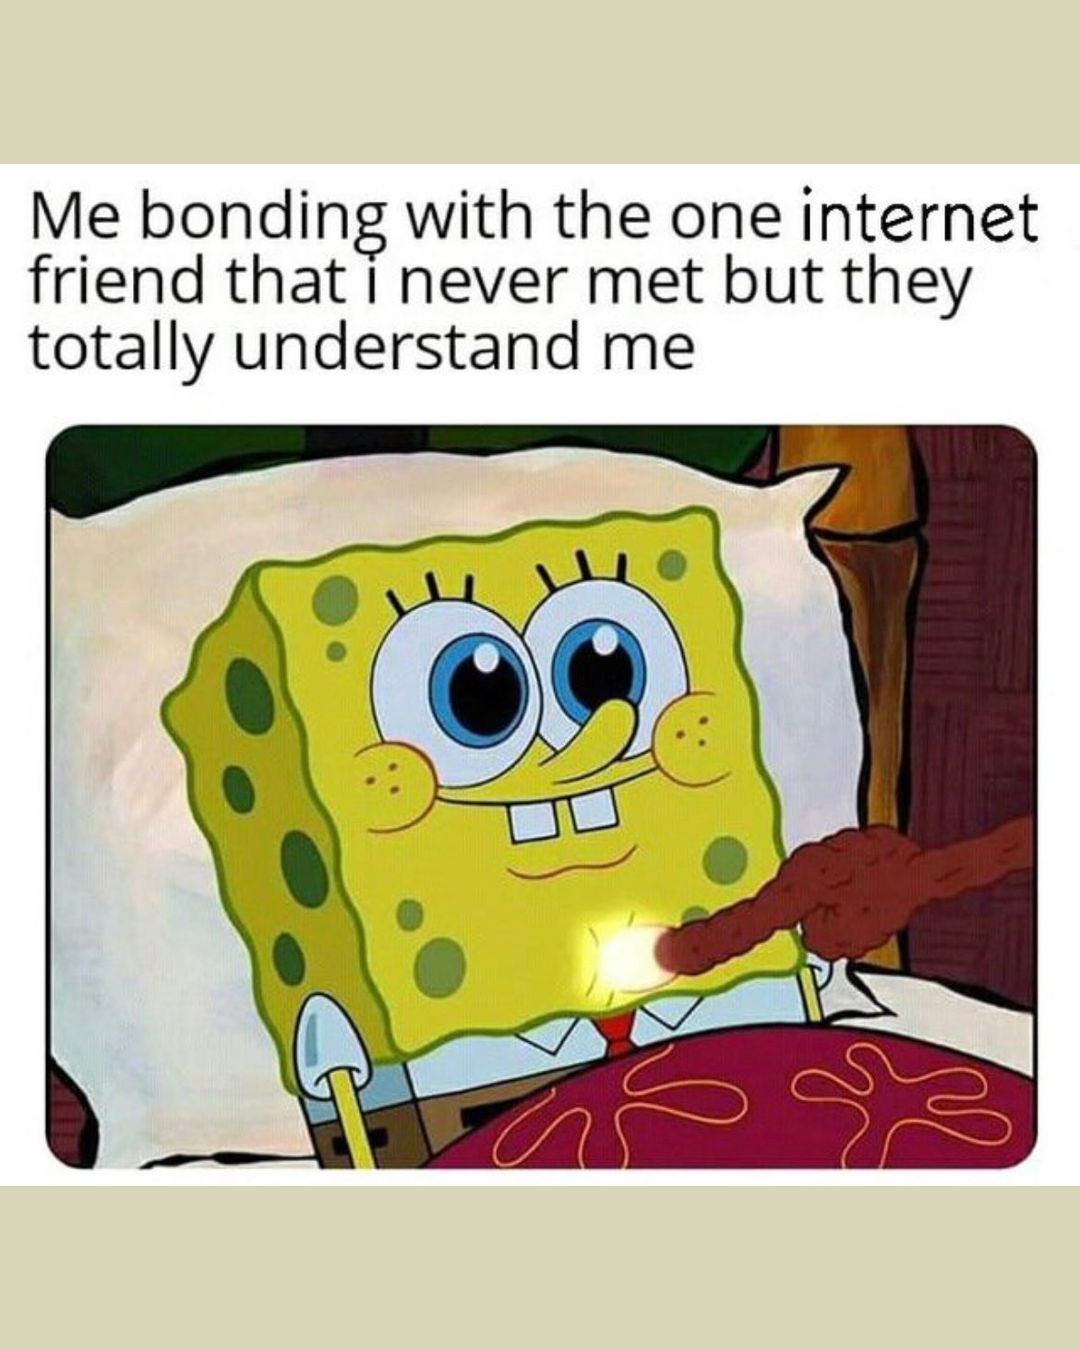 Me bonding with the one internet
friend that i never met but they
totally understand me